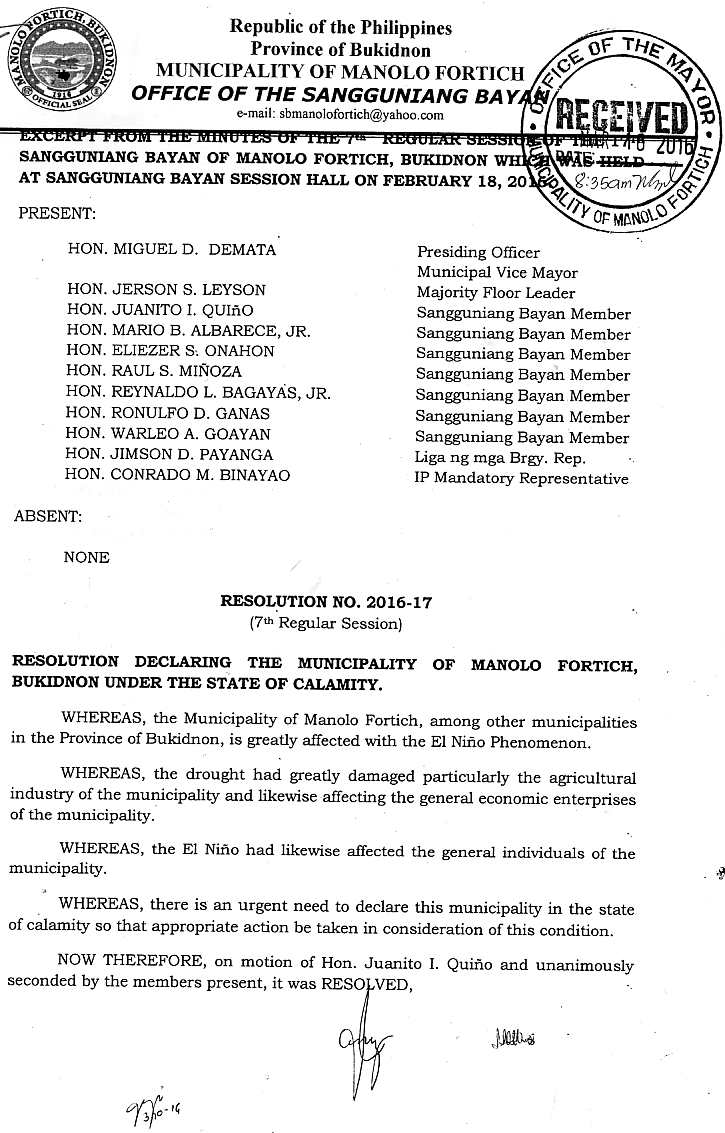 Republic of the Philippines
Province of Bukidnon
MUNICIPALITY OF MANOLO FORTICH
OFFICE OF THE SANGGUNIANG BAYAN
e-mail: sbmanolofortich@yahoo.com
MANOLO FORTICH, BUKIDNON
1916
OFFICIAL SEAL
OFFICE OF THE MAYOR
RECEIVED
2016
DATE
8:35am
MUNICIPALITY OF MANOLO FORTICH
EXCERPT FROM THE MINUTES OF THE 7th REGULAR SESSION OF THE
SANGGUNIANG BAYAN OF MANOLO FORTICH, BUKIDNON WHICH WAS HELD
AT SANGGUNIANG BAYAN SESSION HALL ON FEBRUARY 18, 2016
PRESENT:
HON. MIGUEL D. DEMATA Presiding Officer
Municipal Vice Mayor
HON. JERSON S. LEYSON Majority Floor Leader
HON. JUANITO I. QUIñO Sangguniang Bayan Member
HON. MARIO B. ALBARECE, JR. Sangguniang Bayan Member
HON. ELIEZER S. ONAHON Sangguniang Bayan Member
HON. RAUL S. MIÑOZA Sangguniang Bayan Member
HON. REYNALDO L. BAGAYAS, JR. Sangguniang Bayan Member
HON. RONULFO D. GANAS Sangguniang Bayan Member
HON. WARLEO A. GOAYAN Sangguniang Bayan Member
HON. JIMSON D. PAYANGA Liga ng mga Brgy. Rep.
HON. CONRADO M. BINAYAO IP Mandatory Representative
ABSENT:
NONE
RESOLUTION NO. 2016-17
(7th Regular Session)
RESOLUTION DECLARING THE MUNICIPALITY OF MANOLO FORTICH,
BUKIDNON UNDER THE STATE OF CALAMITY.
WHEREAS, the Municipality of Manolo Fortich, among other municipalities
in the Province of Bukidnon, is greatly affected with the El Niño Phenomenon.
WHEREAS, the drought had greatly damaged particularly the agricultural
industry of the municipality and likewise affecting the general economic enterprises
of the municipality.
WHEREAS, the El Niño had likewise affected the general individuals of the
municipality.
WHEREAS, there is an urgent need to declare this municipality in the state
of calamity so that appropriate action be taken in consideration of this condition.
NOW THEREFORE, on motion of Hon. Juanito I. Quiño and unanimously
seconded by the members present, it was RESOLVED,